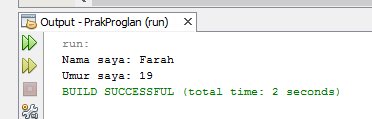 Output - PrakProglan (run)
run:
Nama saya: Farah
Umur saya: 19
BUILD SUCCESSFUL (total time: 2 seconds)